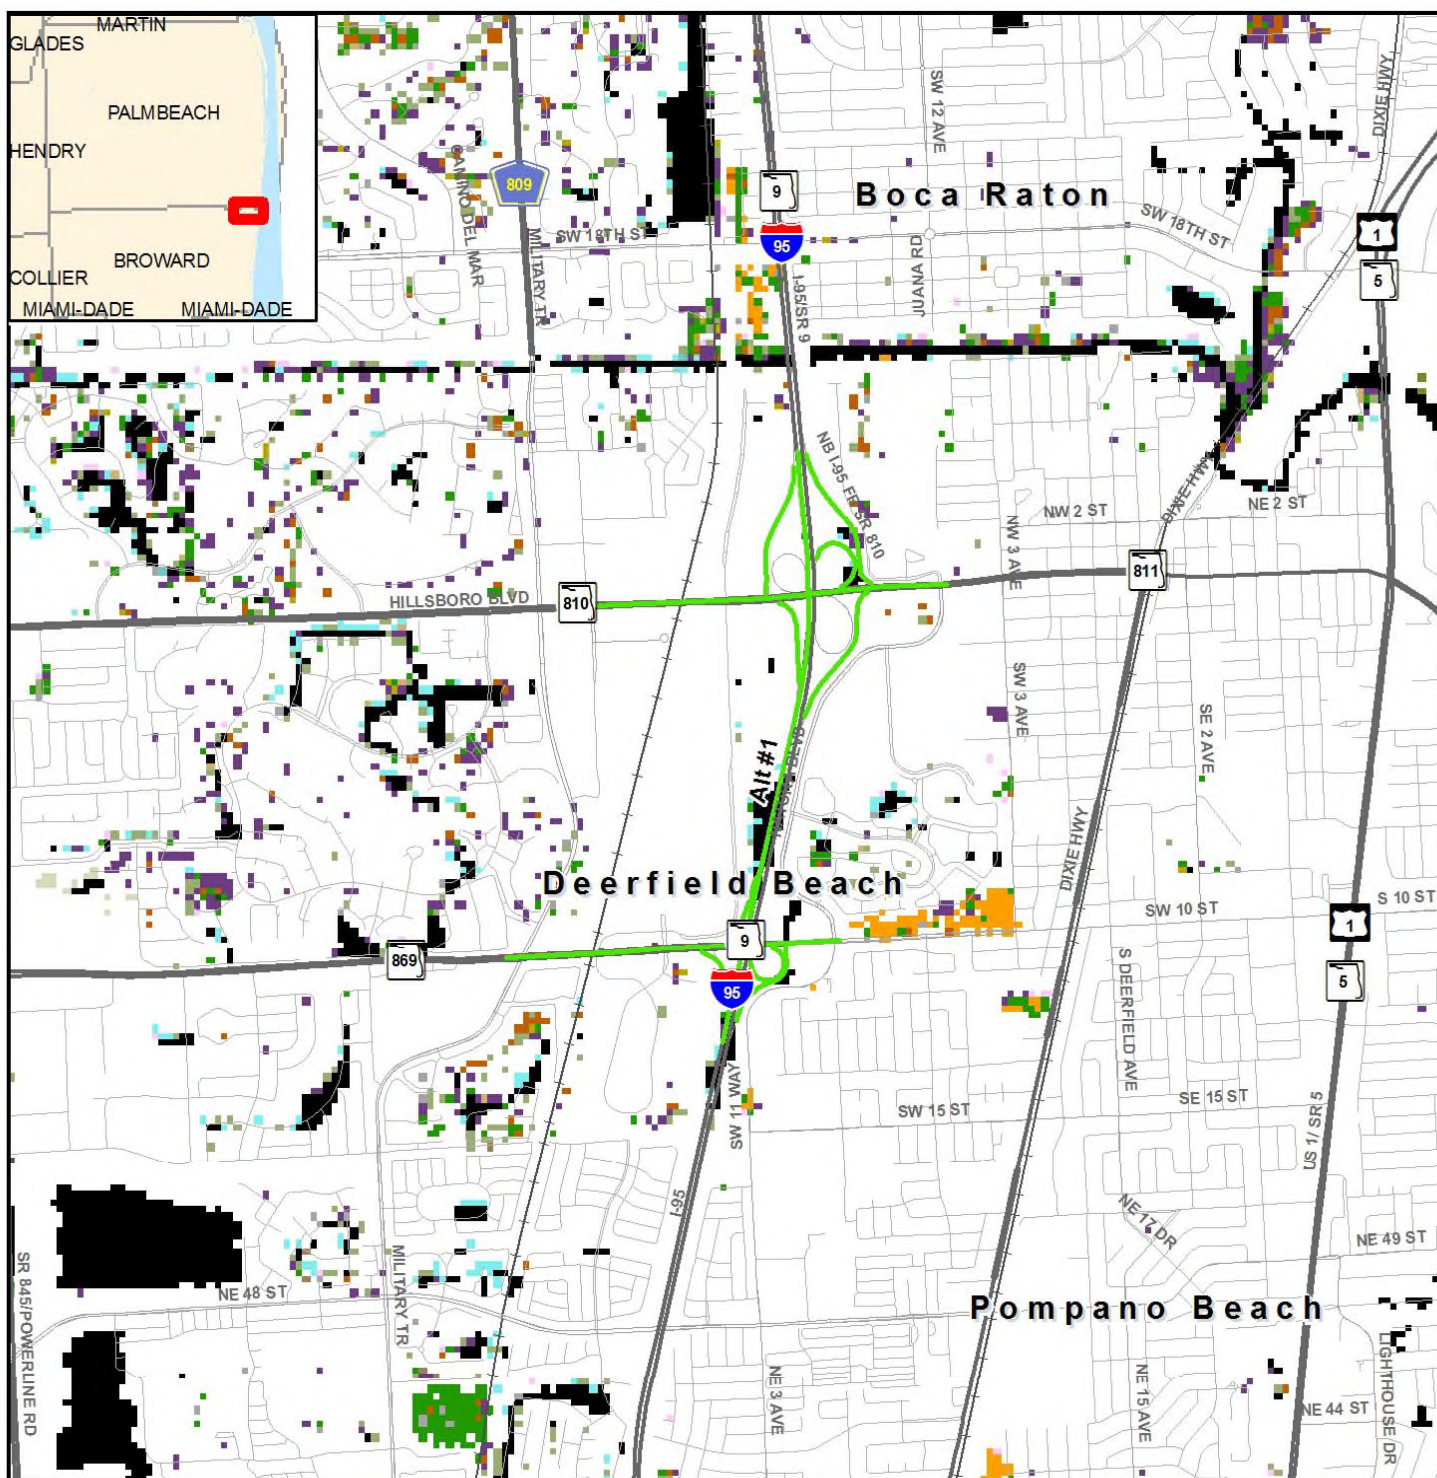 MARTIN
GLADES
PALMBEACH
HENDRY
BROWARD
COLLIER
MIAMI-DADE
MIAMI-DADE
CAMINO DEL MAR
809
MILITARY TR
SW 18TH ST
SW 12 AVE
DIXIE HWY
9
Boca Raton
95
I-95/SR 9
JUANA RD
SW 18TH ST
1
5
NB I-95 FR SR 810
NW 3 AVE
NW 2 ST
DIXIE HWY
NE 2 ST
HILLSBORO BLVD
810
811
SW 3 AVE
SE 2 AVE
Alt #1
DIXIE HWY
Deerfield Beach
SW 10 ST
S 10 ST
1
869
9
95
5
S DEERFIELD AVE
SW 11 WAY
SW 15 ST
SE 15 ST
US 1/ SR 5
I-95
NE 17 DR
NE 49 ST
SR 845/POWERLINE RD
NE 48 ST
MILITARY TR
Pompano Beach
NE 3 AVE
NE 15 AVE
NE 44 ST
LIGHTHOUSE DR